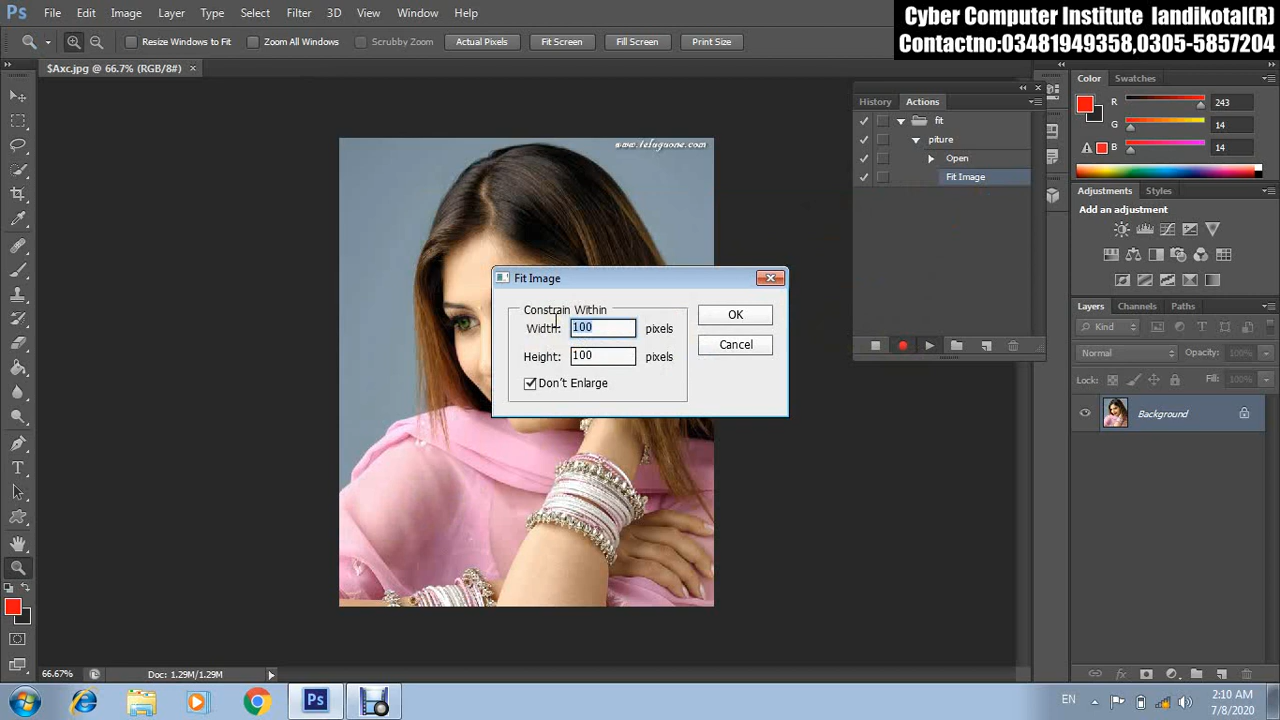 Cyber Computer Institute landikotal(R)
Contactno:03481949358,0305-5857204
Ps File Edit Image Layer Type Select Filter 3D View Window Help
Resize Windows to Fit Zoom All Windows Scrubby Zoom Actual Pixels Fit Screen Fill Screen Print Size
$Axc.jpg @ 66.7% (RGB/8#) ×
www.teluguone.com
History Actions
fit
piture
Open
Fit Image
Color Swatches
R 243
G 14
B 14
Adjustments Styles
Add an adjustment
Layers Channels Paths
Kind
Normal Opacity: 100%
Lock: Fill: 100%
Background
Fit Image
Constrain Within
Width: 100 pixels
Height: 100 pixels
Don't Enlarge
OK
Cancel
66.67% Doc: 1.29M/1.29M
Ps
EN
2:10 AM
7/8/2020